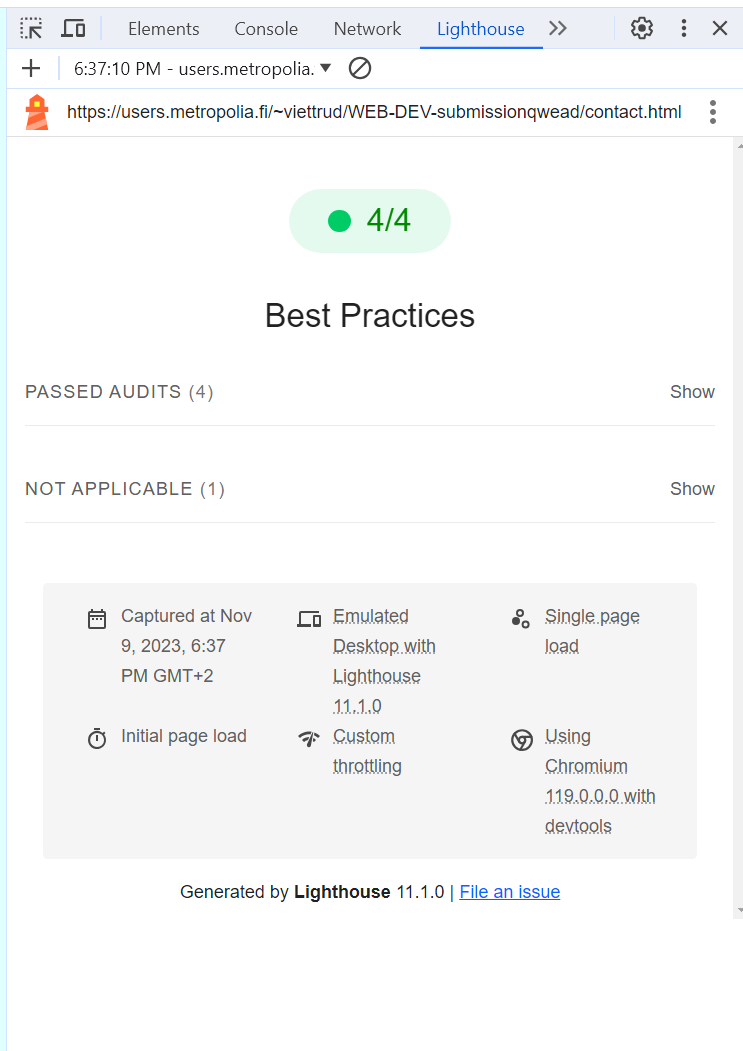 Elements Console Network Lighthouse
6:37:10 PM - users.metropolia.
https://users.metropolia.fi/~viettrud/WEB-DEV-submissionqwead/contact.html
4/4
Best Practices
PASSED AUDITS (4) Show
NOT APPLICABLE (1) Show
Captured at Nov
9, 2023, 6:37
PM GMT+2
Emulated
Desktop with
Lighthouse
11.1.0
Single page
load
Initial page load
Custom
throttling
Using
Chromium
119.0.0.0 with
devtools
Generated by Lighthouse 11.1.0 | File an issue